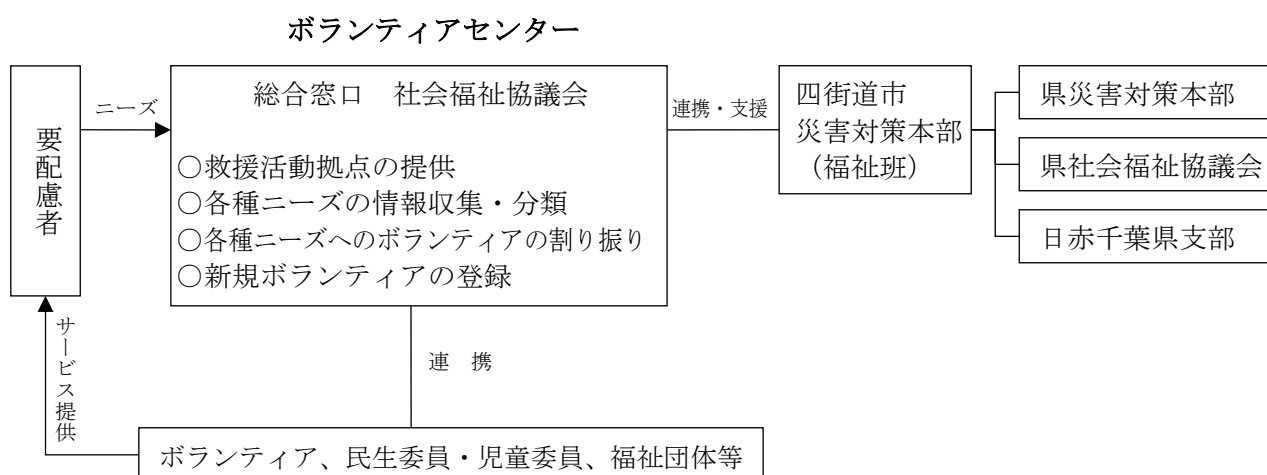 ボランティアセンター
要配慮者
ニーズ
総合窓口　社会福祉協議会
○救援活動拠点の提供
○各種ニーズの情報収集・分類
○各種ニーズへのボランティアの割り振り
○新規ボランティアの登録
連携・支援
四街道市
災害対策本部
（福祉班）
県災害対策本部
県社会福祉協議会
日赤千葉県支部
サービス提供
連　携
ボランティア、民生委員・児童委員、福祉団体等